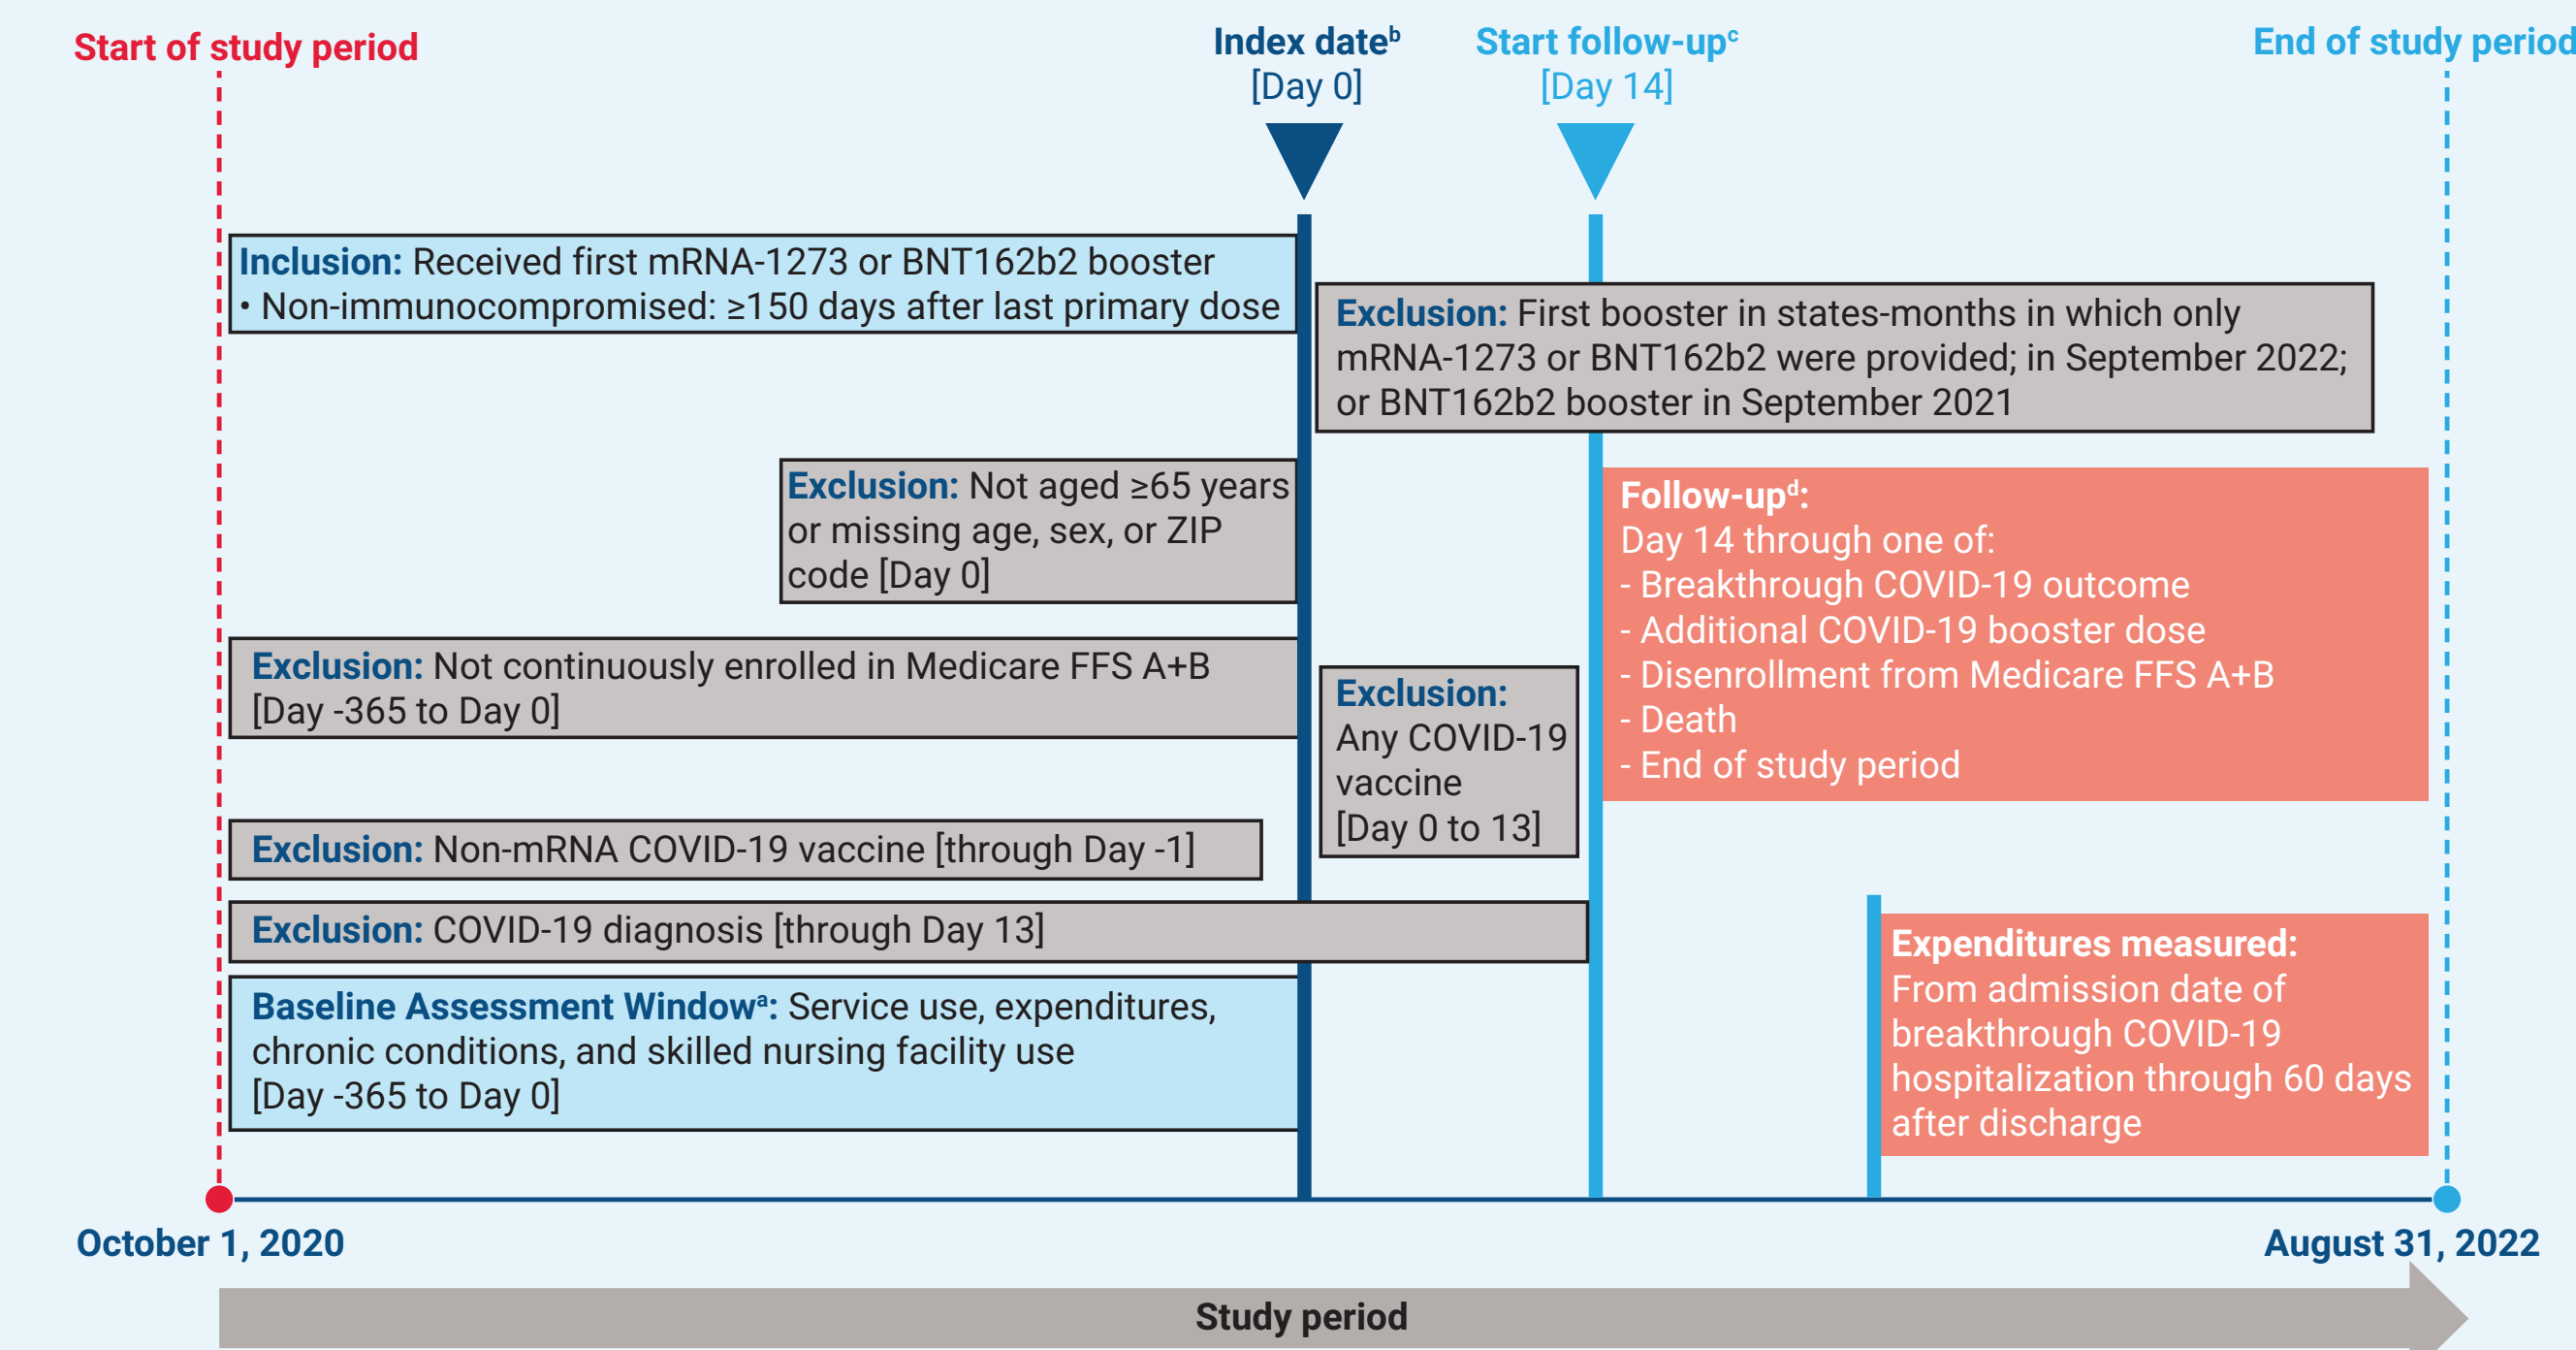 Start of study period
Index dateᵇ
[Day 0]
Start follow-upᶜ
[Day 14]
End of study period
Inclusion: Received first mRNA-1273 or BNT162b2 booster
• Non-immunocompromised: ≥150 days after last primary dose
Exclusion: First booster in states-months in which only
mRNA-1273 or BNT162b2 were provided; in September 2022;
or BNT162b2 booster in September 2021
Exclusion: Not aged ≥65 years
or missing age, sex, or ZIP
code [Day 0]
Follow-upᵈ:
Day 14 through one of:
- Breakthrough COVID-19 outcome
- Additional COVID-19 booster dose
- Disenrollment from Medicare FFS A+B
- Death
- End of study period
Exclusion: Not continuously enrolled in Medicare FFS A+B
[Day -365 to Day 0]
Exclusion:
Any COVID-19
vaccine
[Day 0 to 13]
Exclusion: Non-mRNA COVID-19 vaccine [through Day -1]
Exclusion: COVID-19 diagnosis [through Day 13]
Expenditures measured:
From admission date of
breakthrough COVID-19
hospitalization through 60 days
after discharge
Baseline Assessment Windowᵃ: Service use, expenditures,
chronic conditions, and skilled nursing facility use
[Day -365 to Day 0]
October 1, 2020
August 31, 2022
Study period